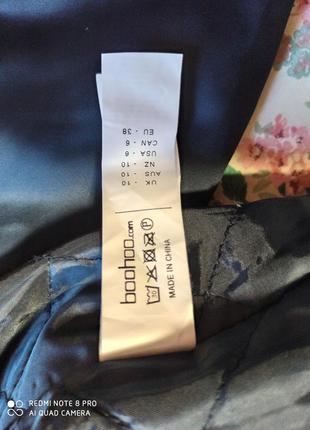 UK - 10
AUS - 10
NZ - 10
USA - 6
CAN - 6
EU - 38
boohoo.com
P
MADE IN CHINA
REDMI NOTE 8 PRO
AI QUAD CAMERA